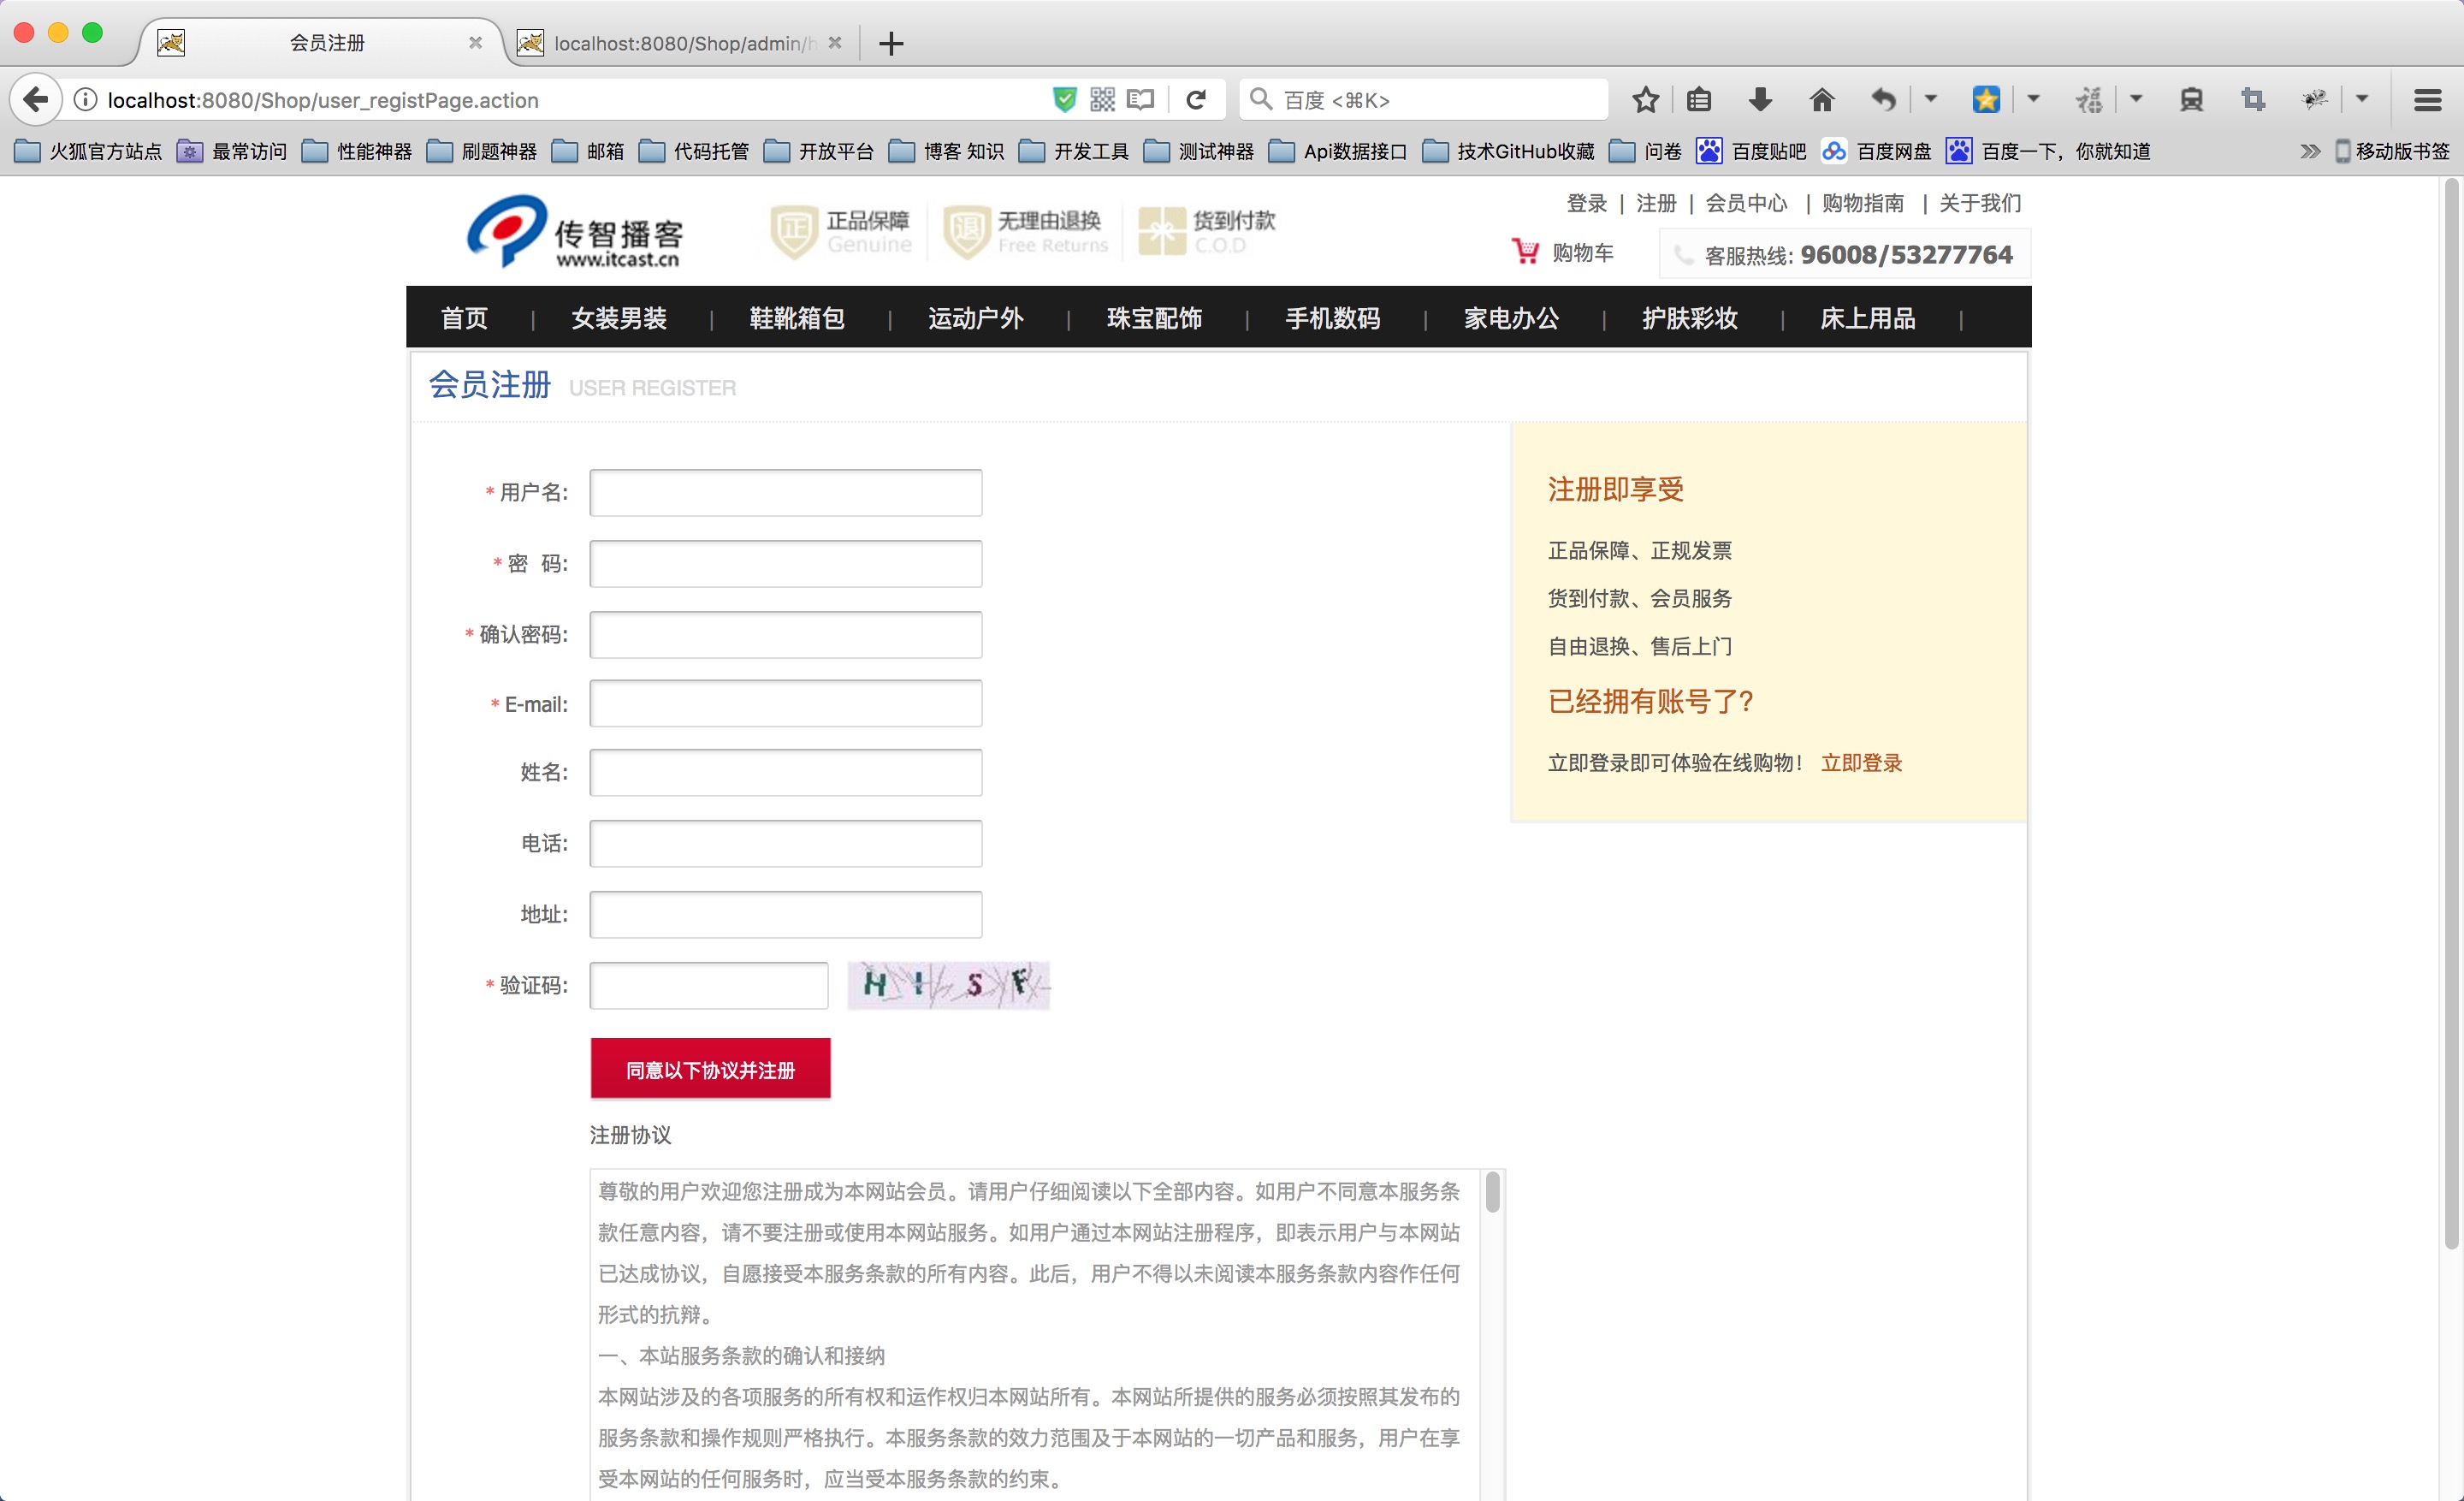 会员注册
localhost:8080/Shop/admin/h
localhost:8080/Shop/user_registPage.action
百度 <⌘K>
火狐官方站点 最常访问 性能神器 刷题神器 邮箱 代码托管 开放平台 博客 知识 开发工具 测试神器 Api数据接口 技术GitHub收藏 问卷 百度贴吧 百度网盘 百度一下，你就知道 移动版书签
传智播客
www.itcast.cn
正 正品保障
Genuine
退 无理由退换
Free Returns
货到付款
C.O.D
登录 | 注册 | 会员中心 | 购物指南 | 关于我们
购物车
客服热线: 96008/53277764
首页 | 女装男装 | 鞋靴箱包 | 运动户外 | 珠宝配饰 | 手机数码 | 家电办公 | 护肤彩妆 | 床上用品 |
会员注册 USER REGISTER
* 用户名:
* 密 码:
* 确认密码:
* E-mail:
姓名:
电话:
地址:
* 验证码:
H I S F
同意以下协议并注册
注册协议
尊敬的用户欢迎您注册成为本网站会员。请用户仔细阅读以下全部内容。如用户不同意本服务条
款任意内容，请不要注册或使用本网站服务。如用户通过本网站注册程序，即表示用户与本网站
已达成协议，自愿接受本服务条款的所有内容。此后，用户不得以未阅读本服务条款内容作任何
形式的抗辩。
一、本站服务条款的确认和接纳
本网站涉及的各项服务的所有权和运作权归本网站所有。本网站所提供的服务必须按照其发布的
服务条款和操作规则严格执行。本服务条款的效力范围及于本网站的一切产品和服务，用户在享
受本网站的任何服务时，应当受本服务条款的约束。
注册即享受
正品保障、正规发票
货到付款、会员服务
自由退换、售后上门
已经拥有账号了?
立即登录即可体验在线购物！ 立即登录